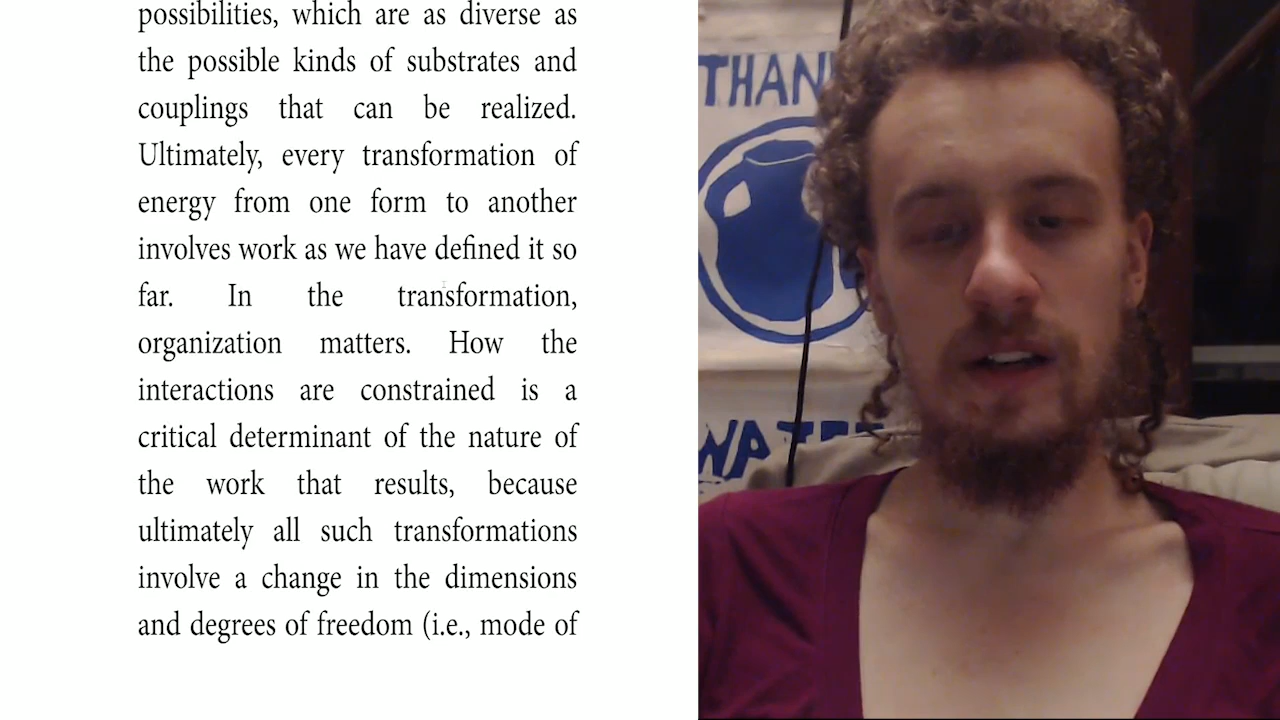 possibilities, which are as diverse as
the possible kinds of substrates and
couplings that can be realized.
Ultimately, every transformation of
energy from one form to another
involves work as we have defined it so
far. In the transformation,
organization matters. How the
interactions are constrained is a
critical determinant of the nature of
the work that results, because
ultimately all such transformations
involve a change in the dimensions
and degrees of freedom (i.e., mode of
THAN
WAT